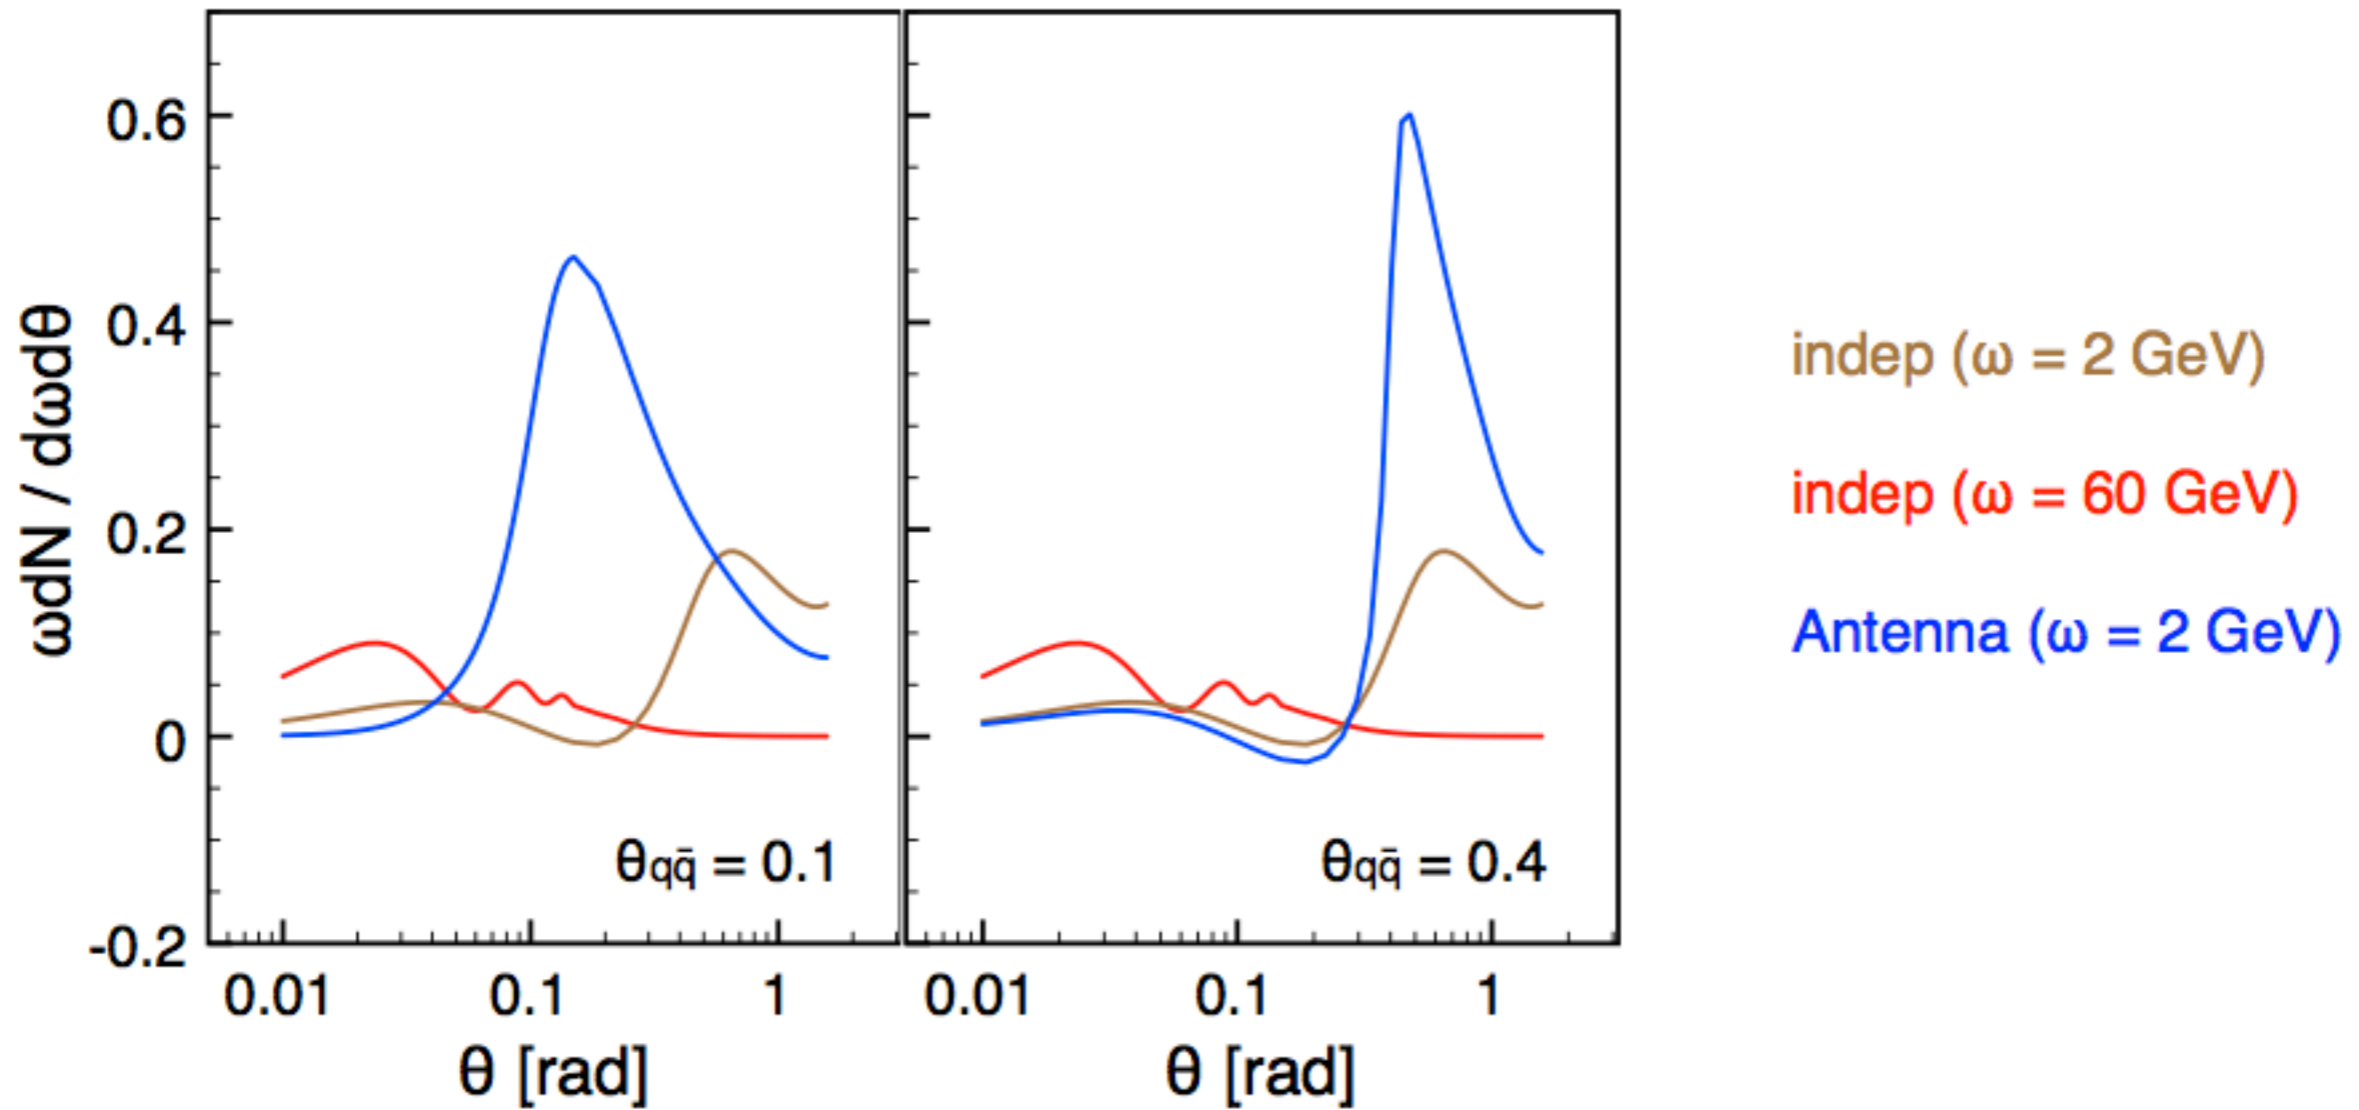 ωdN / dωdθ
0.6
0.4
0.2
0
-0.2
θqq̄ = 0.1
θqq̄ = 0.4
0.01 0.1 1
0.01 0.1 1
θ [rad]
θ [rad]
indep (ω = 2 GeV)
indep (ω = 60 GeV)
Antenna (ω = 2 GeV)